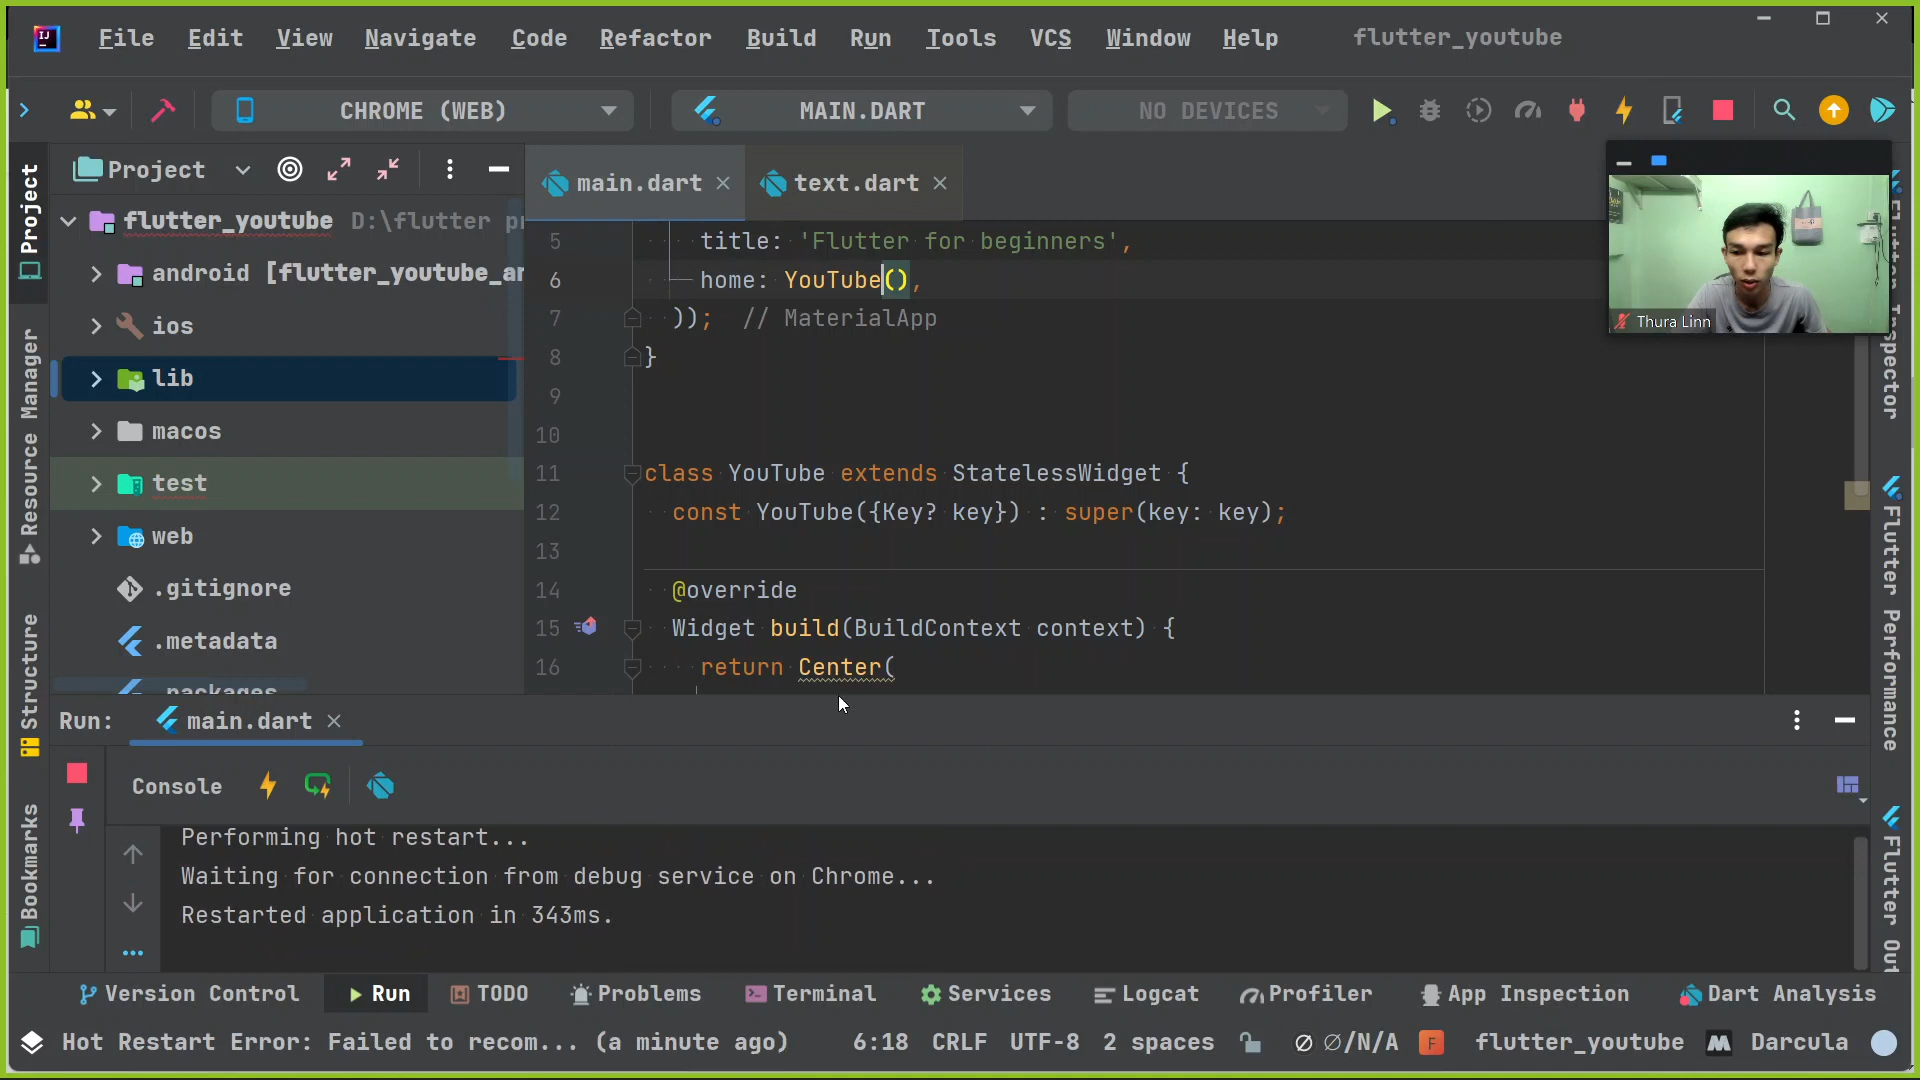 File Edit View Navigate Code Refactor Build Run Tools VCS Window Help flutter_youtube
CHROME (WEB) MAIN.DART NO DEVICES
Project main.dart text.dart
flutter_youtube D:\flutter
android [flutter_youtube_an
ios
lib
macos
test
web
.gitignore
.metadata
.packages
Project
Resource Manager
Structure
Bookmarks
5 title: 'Flutter for beginners',
6 home: YouTube(),
7 )); // MaterialApp
8 }
9
10
11 class YouTube extends StatelessWidget {
12 const YouTube({Key? key}) : super(key: key);
13
14 @override
15 Widget build(BuildContext context) {
16 return Center(
Thura Linn
Flutter Performance
Flutter Out
Run: main.dart
Console
Performing hot restart...
Waiting for connection from debug service on Chrome...
Restarted application in 343ms.
Version Control Run TODO Problems Terminal Services Logcat Profiler App Inspection Dart Analysis
Hot Restart Error: Failed to recom... (a minute ago) 6:18 CRLF UTF-8 2 spaces ∅/N/A F flutter_youtube Darcula